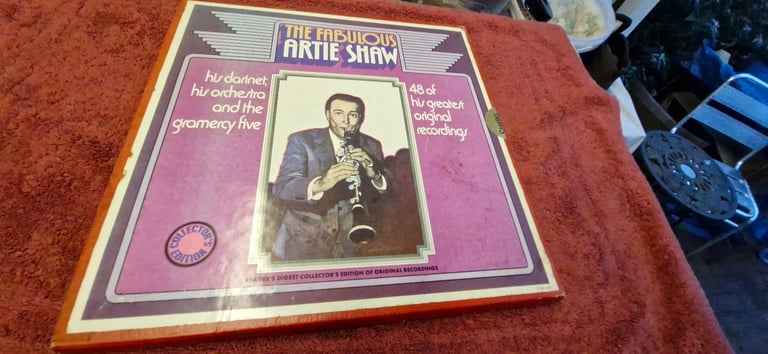 THE FABULOUS
ARTIE SHAW
his clarinet,
his orchestra
and the
gramercy five
48 of
his greatest
original
recordings
COLLECTOR'S
EDITION
READER'S DIGEST COLLECTOR'S EDITION OF ORIGINAL RECORDINGS